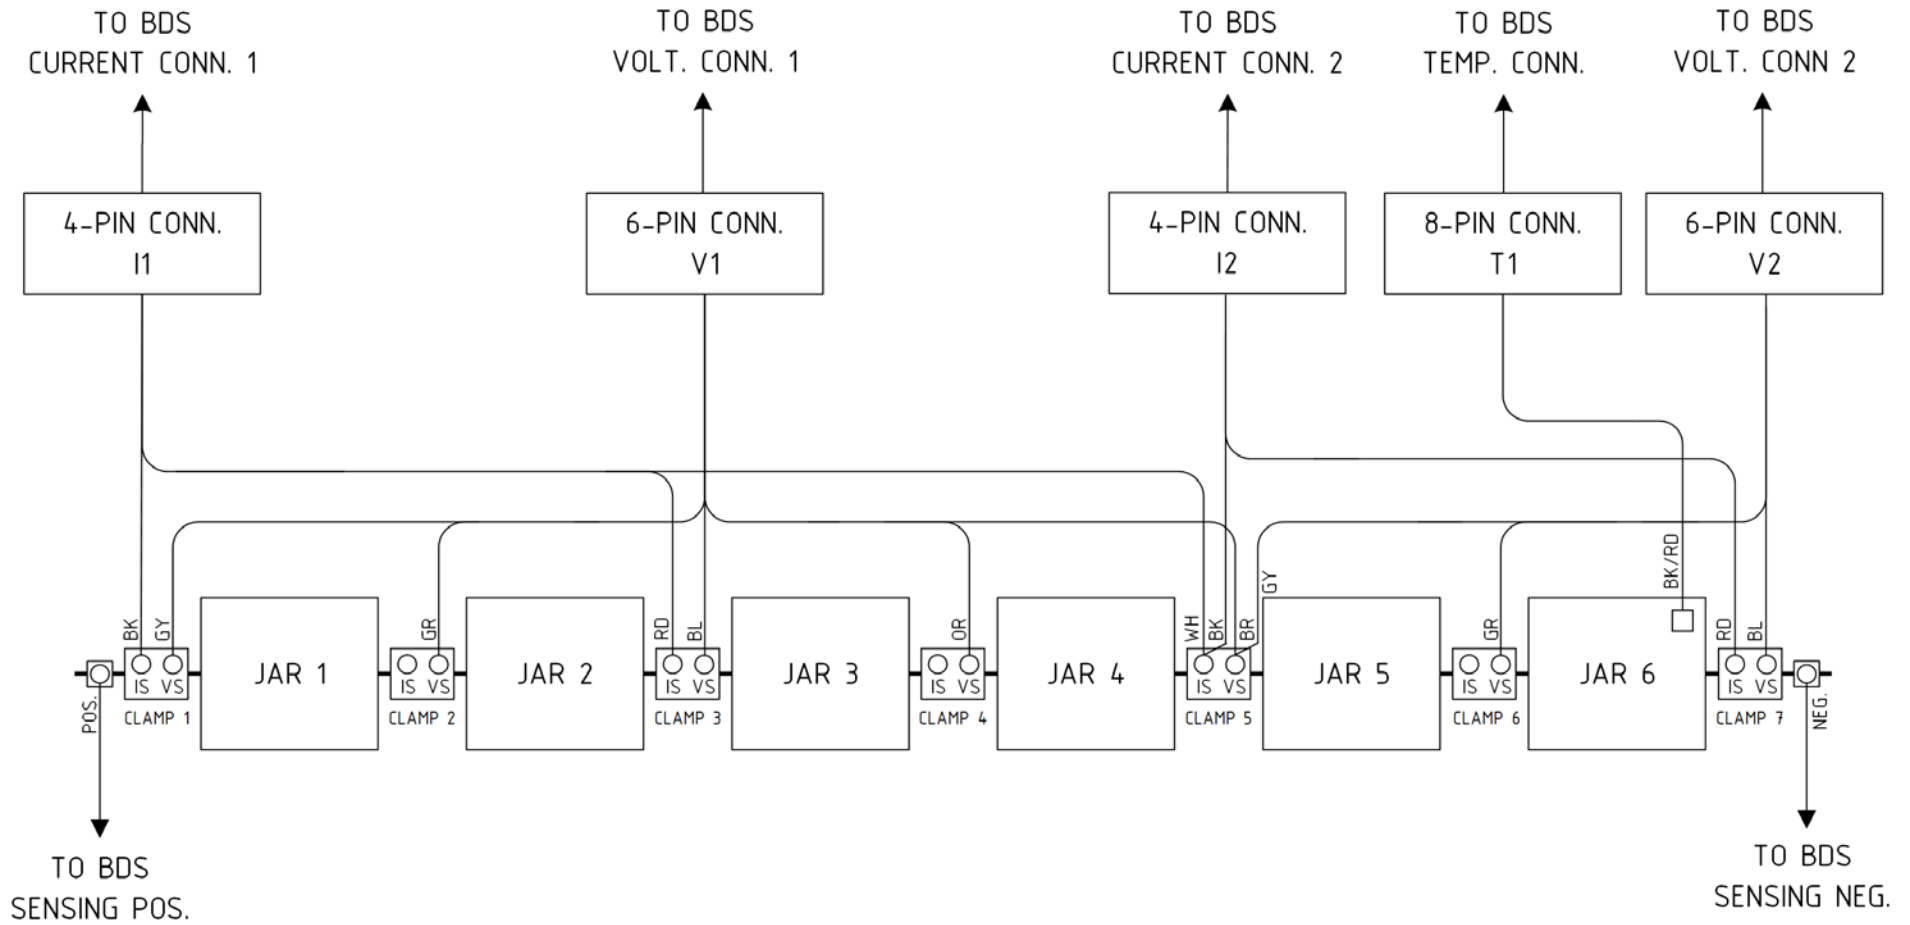 TO BDS
CURRENT CONN. 1
TO BDS
VOLT. CONN. 1
TO BDS
CURRENT CONN. 2
TO BDS
TEMP. CONN.
TO BDS
VOLT. CONN 2
4-PIN CONN.
I1
6-PIN CONN.
V1
4-PIN CONN.
I2
8-PIN CONN.
T1
6-PIN CONN.
V2
BK
GY
GR
RD
BL
OR
WH
BK
BR
GY
GR
BK/RD
RD
BL
POS.
IS VS
CLAMP 1
JAR 1
IS VS
CLAMP 2
JAR 2
IS VS
CLAMP 3
JAR 3
IS VS
CLAMP 4
JAR 4
IS VS
CLAMP 5
JAR 5
IS VS
CLAMP 6
JAR 6
IS VS
CLAMP 7
NEG.
TO BDS
SENSING POS.
TO BDS
SENSING NEG.